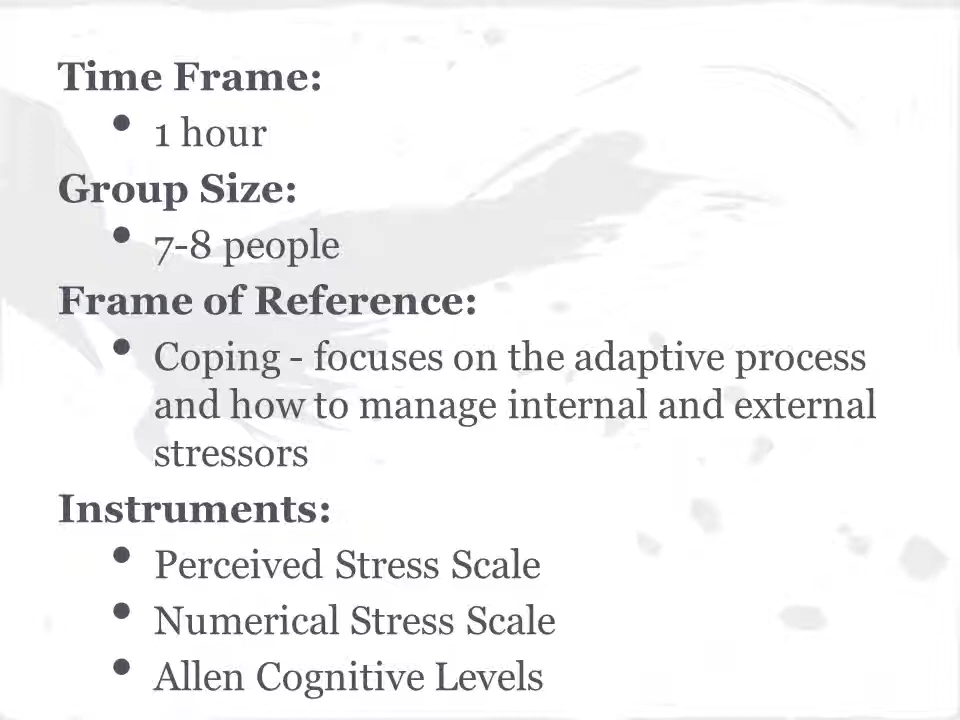 Time Frame:
• 1 hour
Group Size:
• 7-8 people
Frame of Reference:
• Coping - focuses on the adaptive process
and how to manage internal and external
stressors
Instruments:
• Perceived Stress Scale
• Numerical Stress Scale
• Allen Cognitive Levels